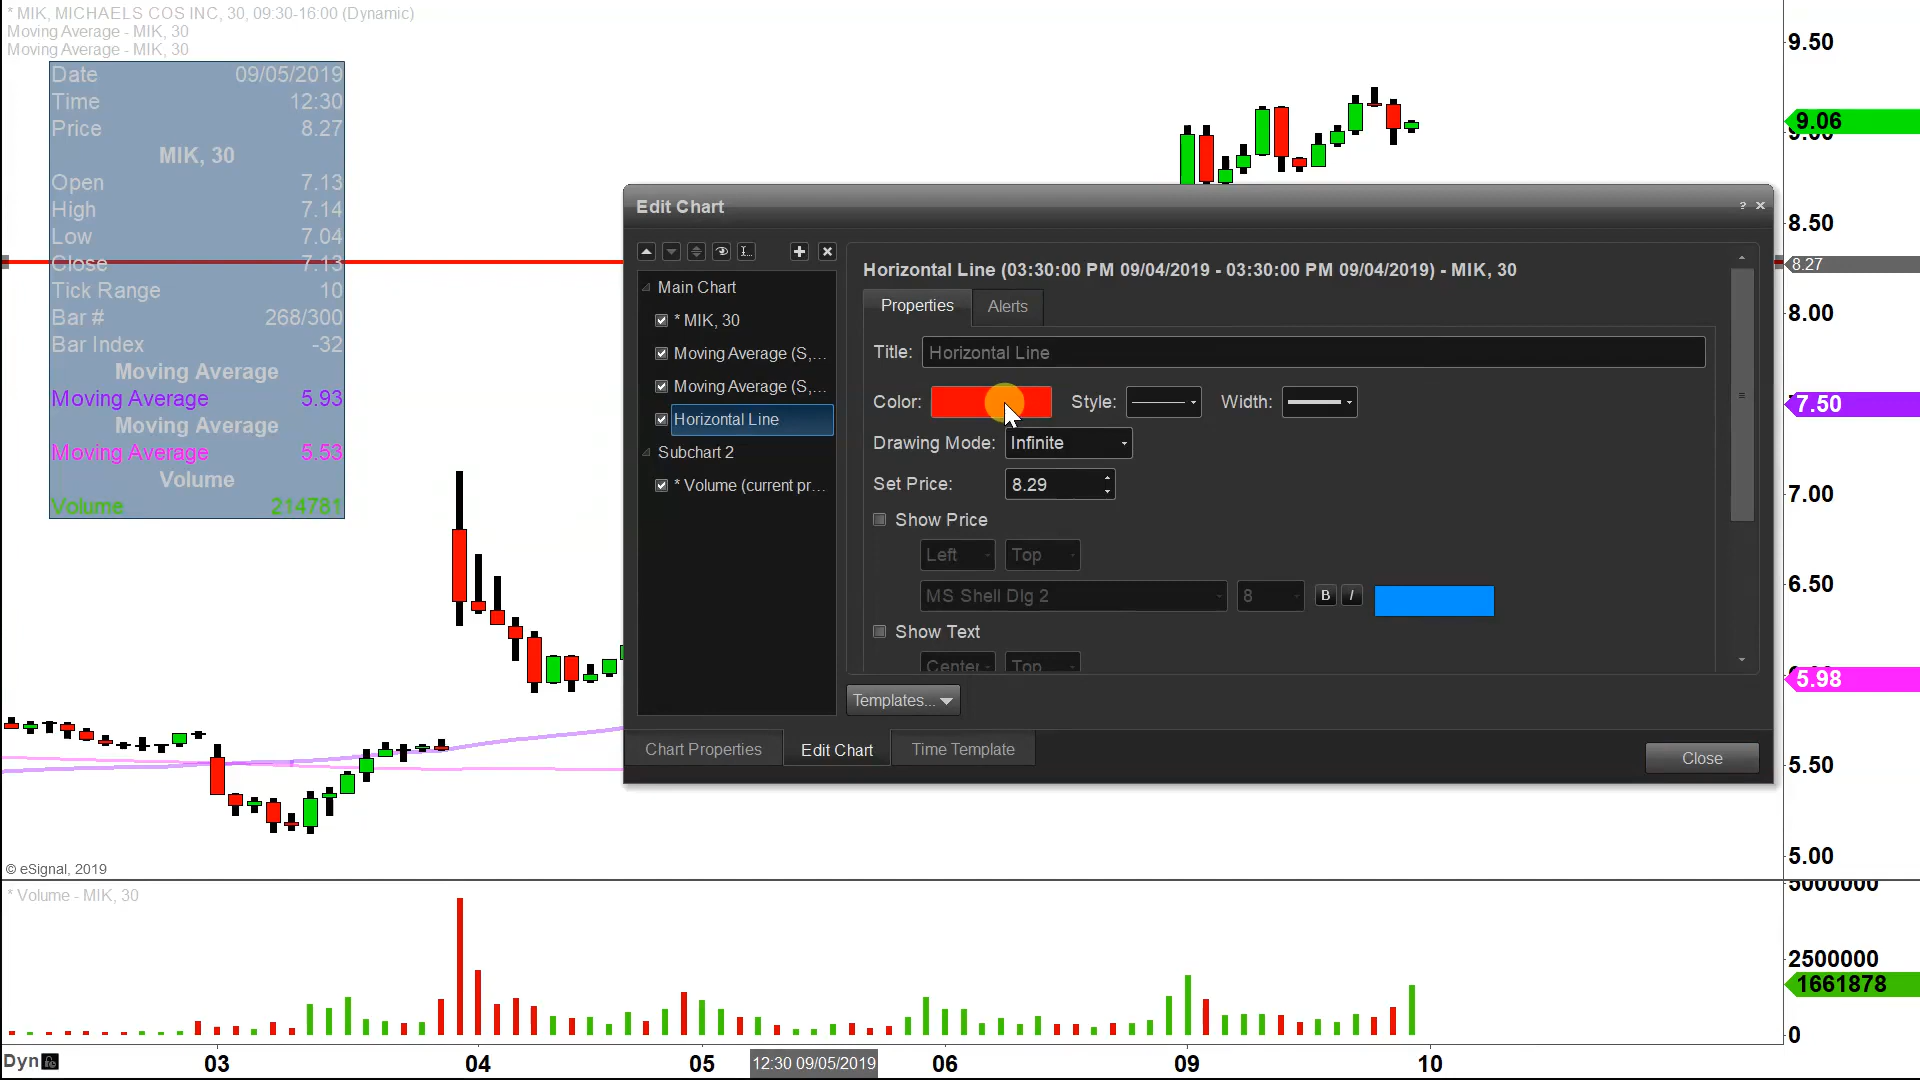 * MIK, MICHAELS COS INC, 30, 09:30-16:00 (Dynamic)
Moving Average - MIK, 30
Moving Average - MIK, 30
Date 09/05/2019
Time 12:30
Price 8.27
MIK, 30
Open 7.13
High 7.14
Low 7.04
Close 7.13
Tick Range 10
Bar # 268/300
Bar Index -32
Moving Average
Moving Average 5.93
Moving Average
Moving Average 5.53
Volume
Volume 214781
Edit Chart
? ×
Main Chart
* MIK, 30
Moving Average (S,...
Moving Average (S,...
Horizontal Line
Subchart 2
* Volume (current pr...
Horizontal Line (03:30:00 PM 09/04/2019 - 03:30:00 PM 09/04/2019) - MIK, 30
Properties Alerts
Title: Horizontal Line
Color: Style: Width:
Drawing Mode: Infinite
Set Price: 8.29
Show Price
Left Top
MS Shell Dlg 2 8 B I
Show Text
Center Top
Templates...
Chart Properties Edit Chart Time Template
Close
9.50
9.06
9.00
8.50
8.27
8.00
7.50
7.00
6.50
5.98
5.50
5.00
© eSignal, 2019
* Volume - MIK, 30
5000000
2500000
1661878
0
Dyn
03 04 05 12:30 09/05/2019 06 09 10